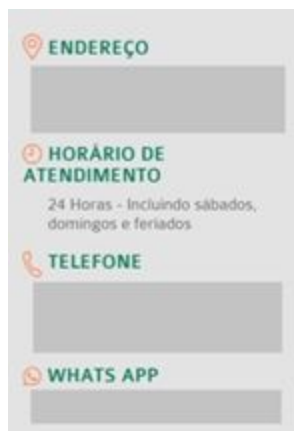 ENDEREÇO
HORÁRIO DE
ATENDIMENTO
24 Horas - Incluindo sábados,
domingos e feriados
TELEFONE
WHATS APP